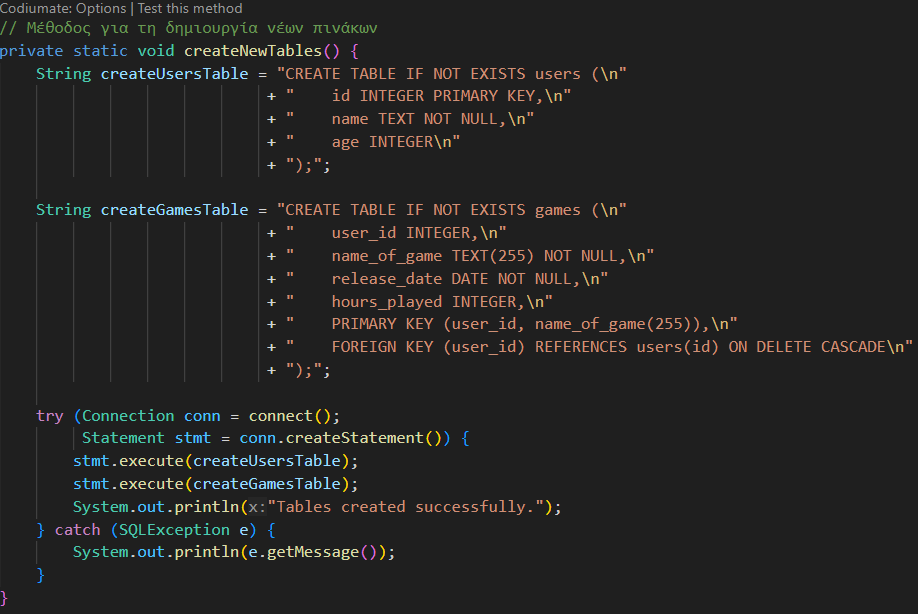 Codiumate: Options | Test this method
// Μέθοδος για τη δημιουργία νέων πινάκων
private static void createNewTables() {
    String createUsersTable = "CREATE TABLE IF NOT EXISTS users (\n"
                             + "    id INTEGER PRIMARY KEY,\n"
                             + "    name TEXT NOT NULL,\n"
                             + "    age INTEGER\n"
                             + ");";
    String createGamesTable = "CREATE TABLE IF NOT EXISTS games (\n"
                             + "    user_id INTEGER,\n"
                             + "    name_of_game TEXT(255) NOT NULL,\n"
                             + "    release_date DATE NOT NULL,\n"
                             + "    hours_played INTEGER,\n"
                             + "    PRIMARY KEY (user_id, name_of_game(255)),\n"
                             + "    FOREIGN KEY (user_id) REFERENCES users(id) ON DELETE CASCADE\n"
                             + ");";
    try (Connection conn = connect();
         Statement stmt = conn.createStatement()) {
        stmt.execute(createUsersTable);
        stmt.execute(createGamesTable);
        System.out.println(x:"Tables created successfully.");
    } catch (SQLException e) {
        System.out.println(e.getMessage());
    }
}